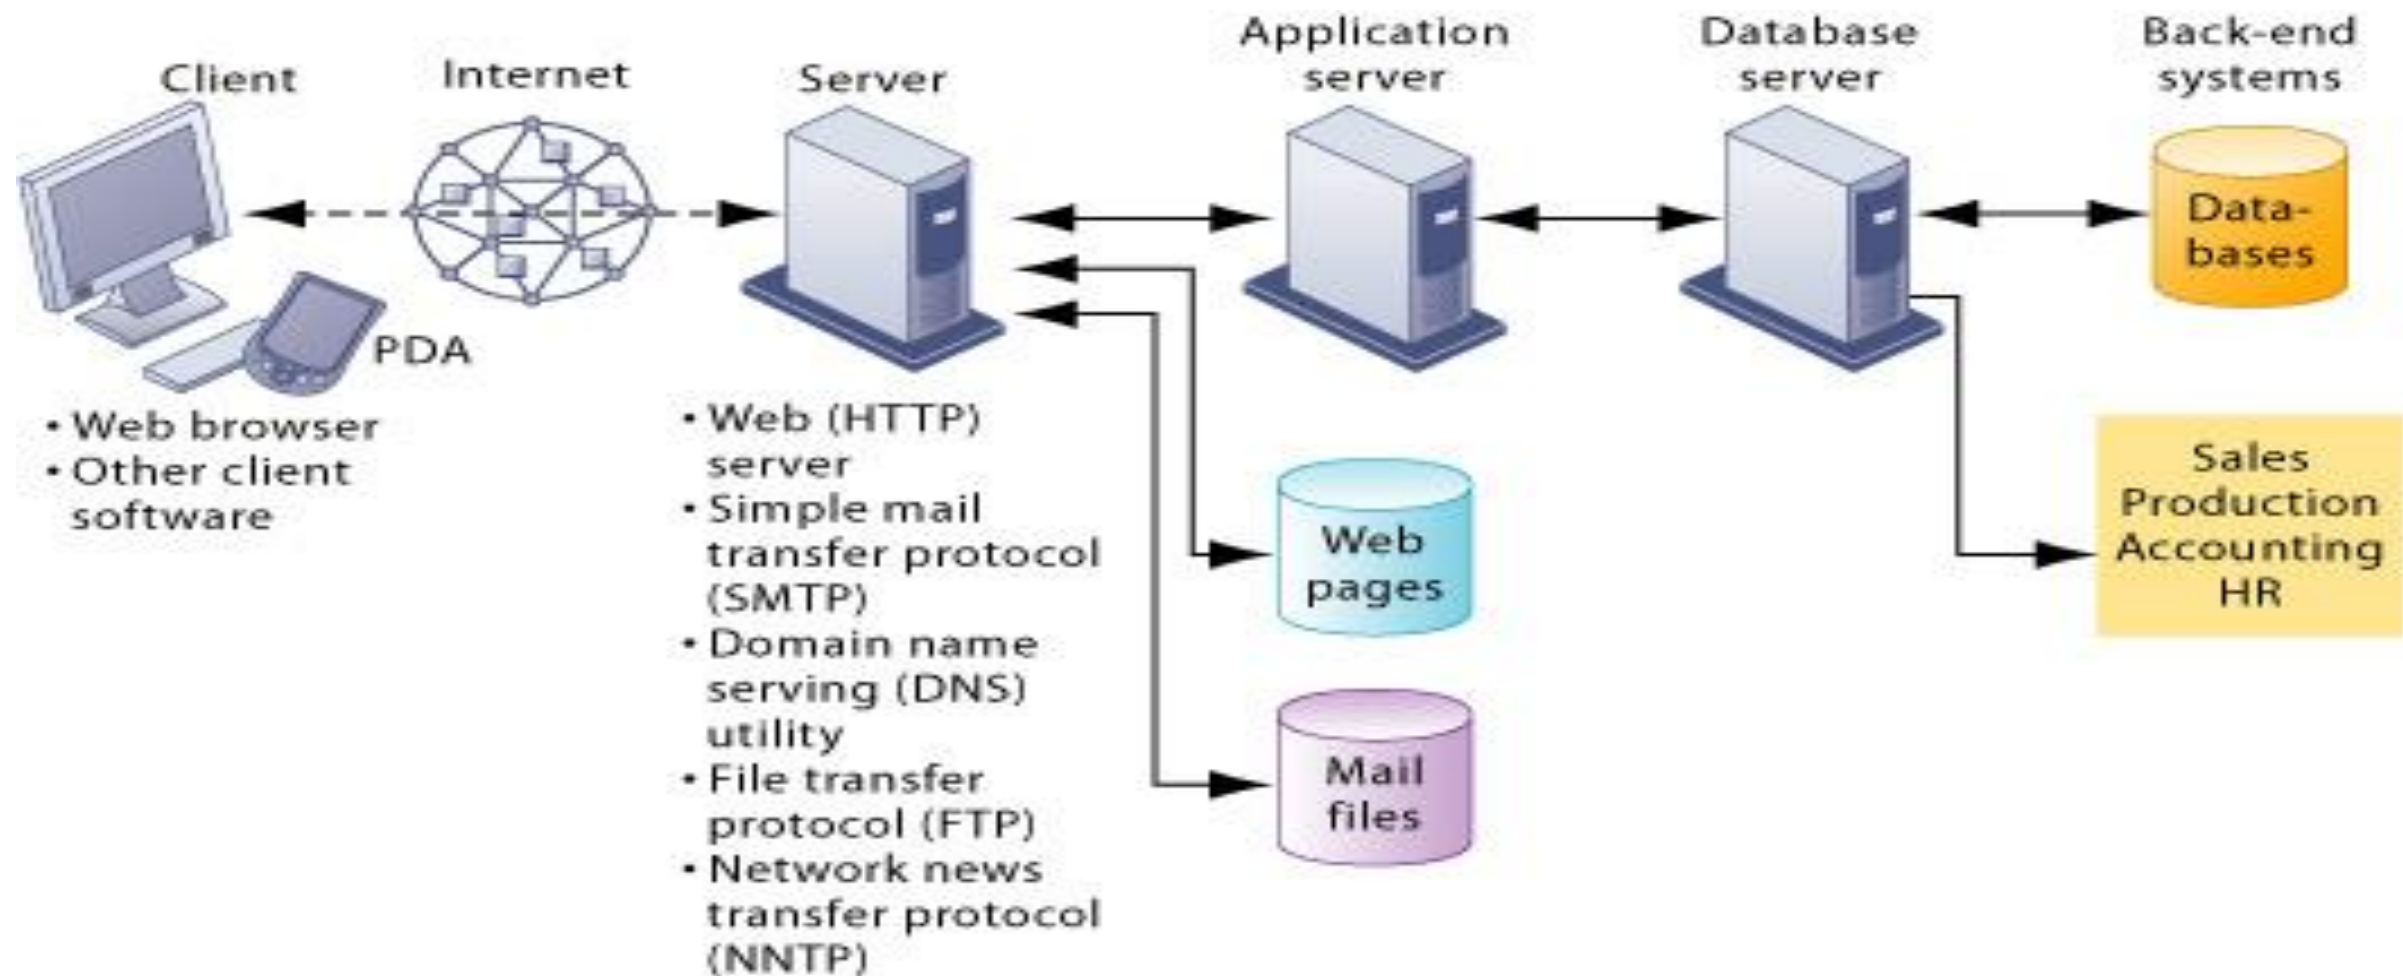 Client
Internet
Server
Application
server
Database
server
Back-end
systems
Data-
bases
PDA
• Web browser
• Other client
software
• Web (HTTP)
server
• Simple mail
transfer protocol
(SMTP)
• Domain name
serving (DNS)
utility
• File transfer
protocol (FTP)
• Network news
transfer protocol
(NNTP)
Web
pages
Mail
files
Sales
Production
Accounting
HR